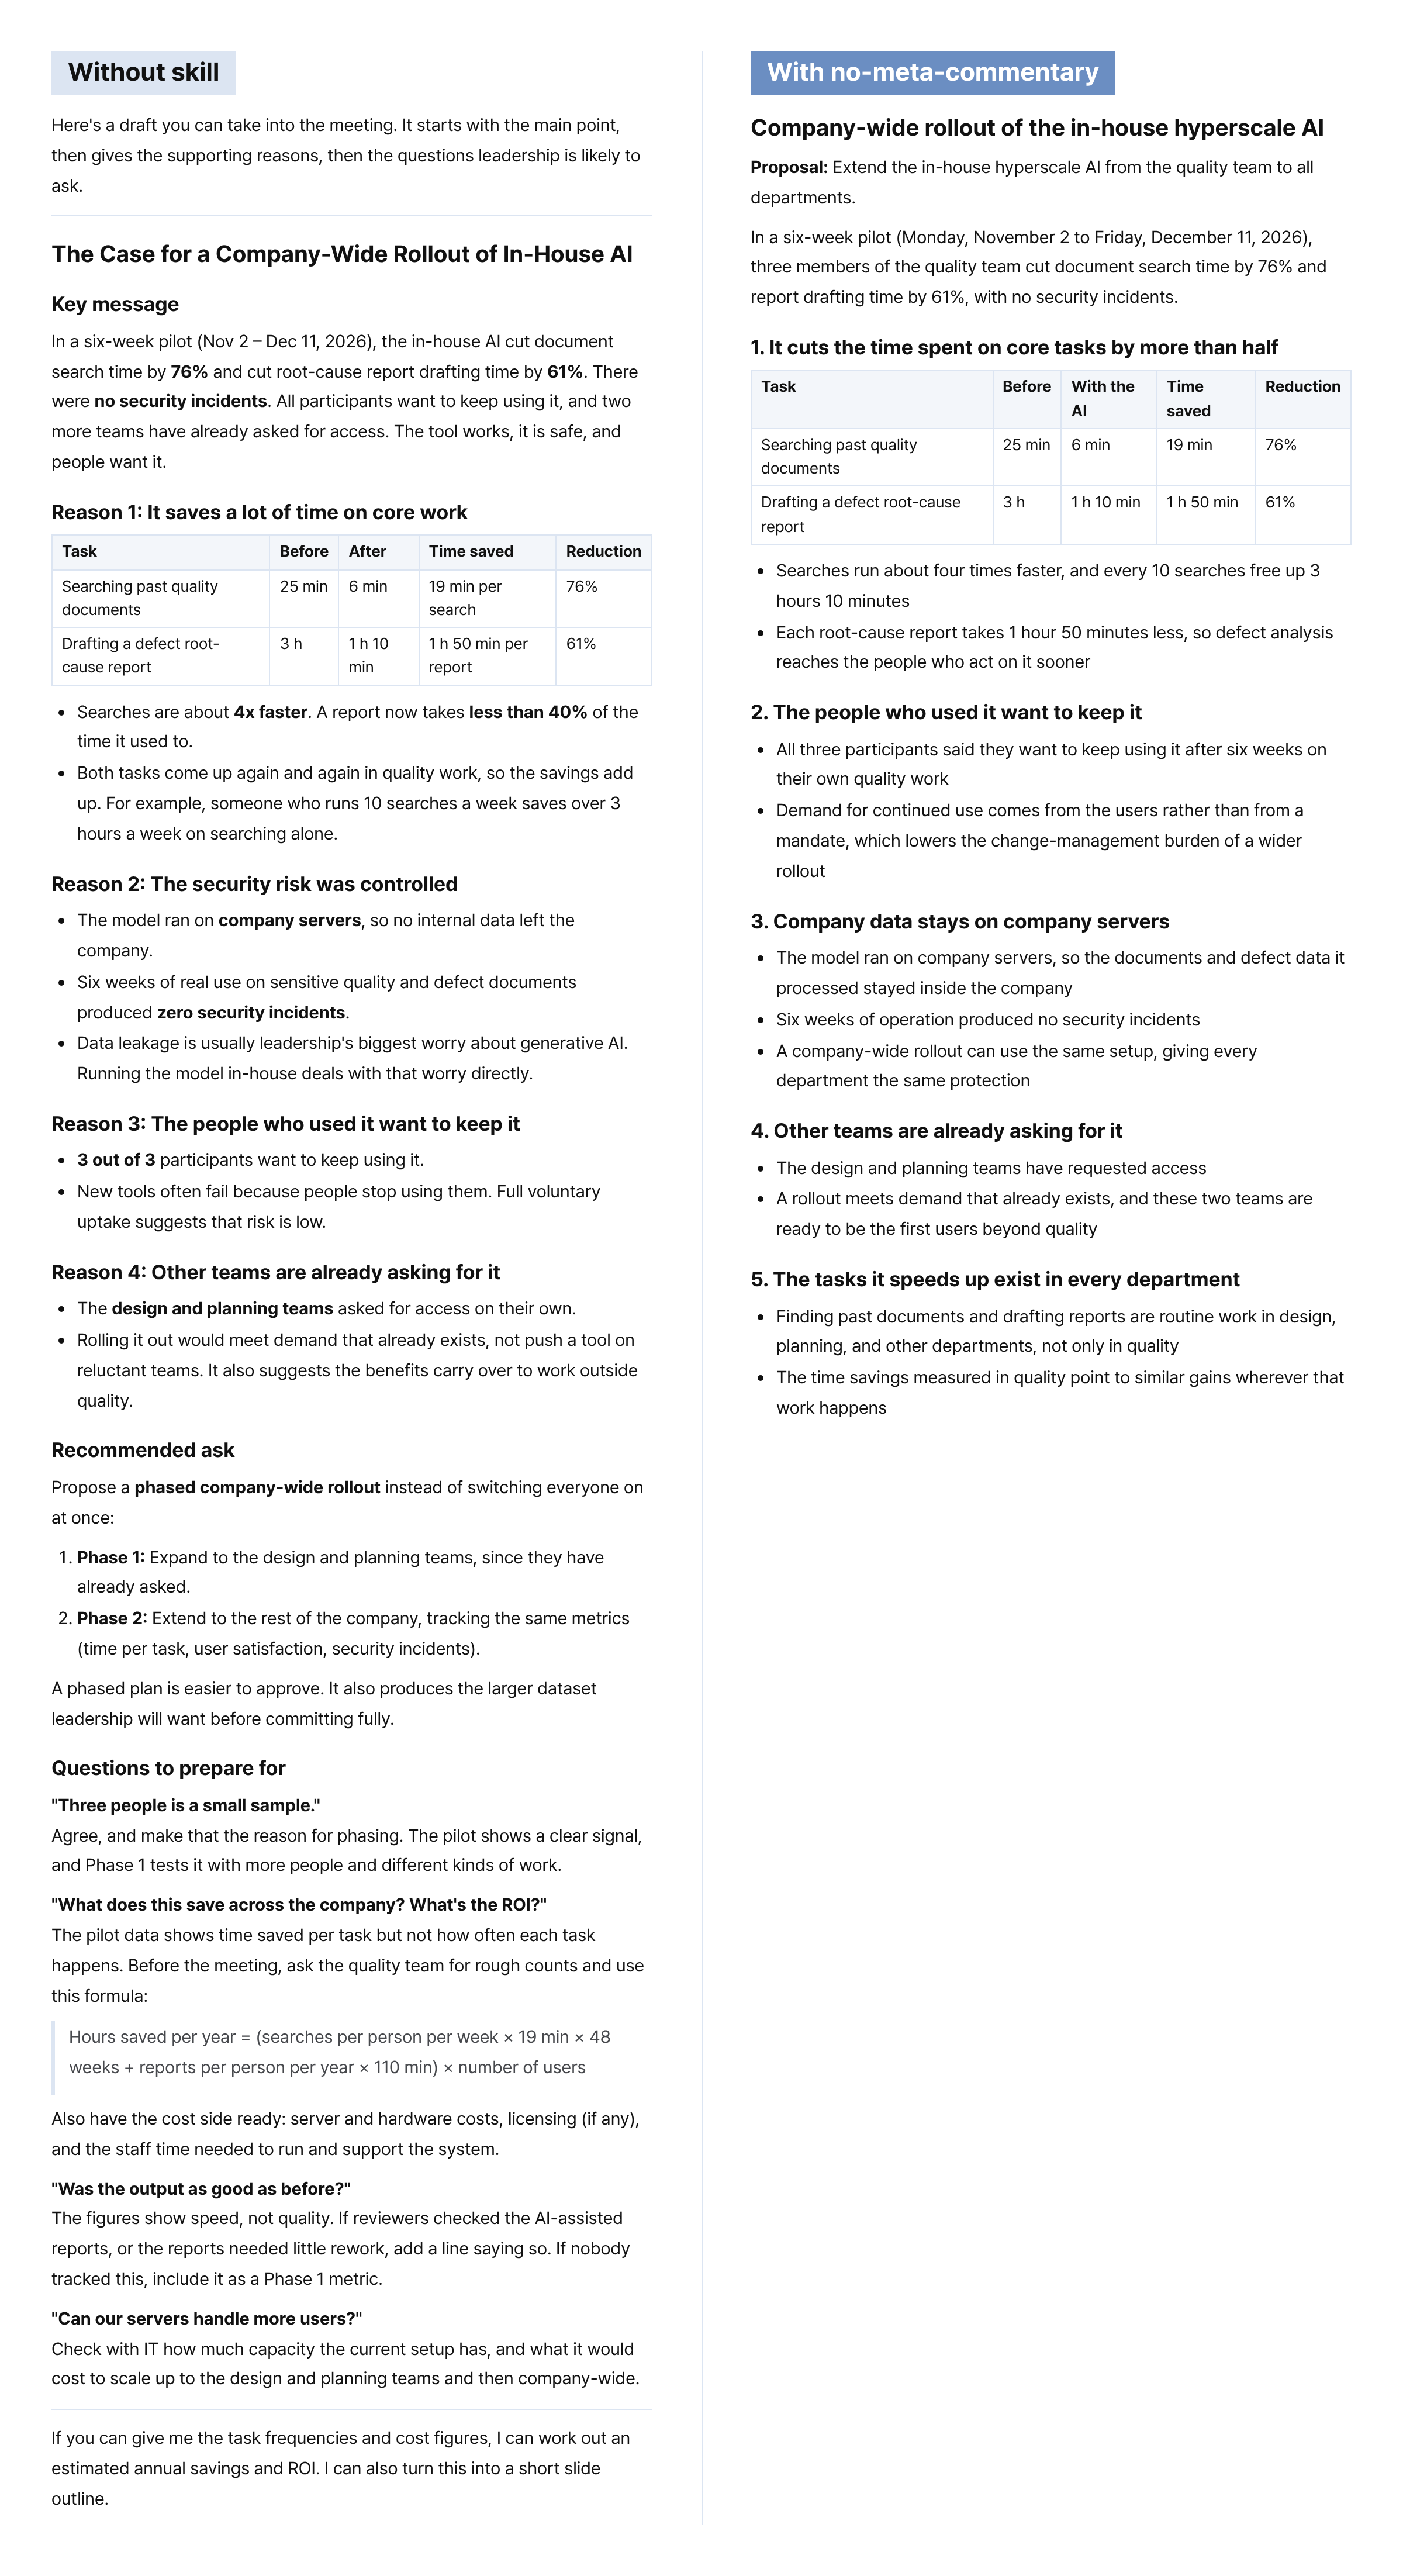 Without skill
Here's a draft you can take into the meeting. It starts with the main point,
then gives the supporting reasons, then the questions leadership is likely to
ask.
The Case for a Company-Wide Rollout of In-House AI
Key message
In a six-week pilot (Nov 2 – Dec 11, 2026), the in-house AI cut document
search time by 76% and cut root-cause report drafting time by 61%. There
were no security incidents. All participants want to keep using it, and two
more teams have already asked for access. The tool works, it is safe, and
people want it.
Reason 1: It saves a lot of time on core work
Task Before After Time saved Reduction
Searching past quality 25 min 6 min 19 min per 76%
documents search
Drafting a defect root- 3 h 1 h 10 1 h 50 min per 61%
cause report min report
• Searches are about 4x faster. A report now takes less than 40% of the
time it used to.
• Both tasks come up again and again in quality work, so the savings add
up. For example, someone who runs 10 searches a week saves over 3
hours a week on searching alone.
Reason 2: The security risk was controlled
• The model ran on company servers, so no internal data left the
company.
• Six weeks of real use on sensitive quality and defect documents
produced zero security incidents.
• Data leakage is usually leadership's biggest worry about generative AI.
Running the model in-house deals with that worry directly.
Reason 3: The people who used it want to keep it
• 3 out of 3 participants want to keep using it.
• New tools often fail because people stop using them. Full voluntary
uptake suggests that risk is low.
Reason 4: Other teams are already asking for it
• The design and planning teams asked for access on their own.
• Rolling it out would meet demand that already exists, not push a tool on
reluctant teams. It also suggests the benefits carry over to work outside
quality.
Recommended ask
Propose a phased company-wide rollout instead of switching everyone on
at once:
1. Phase 1: Expand to the design and planning teams, since they have
already asked.
2. Phase 2: Extend to the rest of the company, tracking the same metrics
(time per task, user satisfaction, security incidents).
A phased plan is easier to approve. It also produces the larger dataset
leadership will want before committing fully.
Questions to prepare for
"Three people is a small sample."
Agree, and make that the reason for phasing. The pilot shows a clear signal,
and Phase 1 tests it with more people and different kinds of work.
"What does this save across the company? What's the ROI?"
The pilot data shows time saved per task but not how often each task
happens. Before the meeting, ask the quality team for rough counts and use
this formula:
Hours saved per year = (searches per person per week × 19 min × 48
weeks + reports per person per year × 110 min) × number of users
Also have the cost side ready: server and hardware costs, licensing (if any),
and the staff time needed to run and support the system.
"Was the output as good as before?"
The figures show speed, not quality. If reviewers checked the AI-assisted
reports, or the reports needed little rework, add a line saying so. If nobody
tracked this, include it as a Phase 1 metric.
"Can our servers handle more users?"
Check with IT how much capacity the current setup has, and what it would
cost to scale up to the design and planning teams and then company-wide.
If you can give me the task frequencies and cost figures, I can work out an
estimated annual savings and ROI. I can also turn this into a short slide
outline.
With no-meta-commentary
Company-wide rollout of the in-house hyperscale AI
Proposal: Extend the in-house hyperscale AI from the quality team to all
departments.
In a six-week pilot (Monday, November 2 to Friday, December 11, 2026),
three members of the quality team cut document search time by 76% and
report drafting time by 61%, with no security incidents.
1. It cuts the time spent on core tasks by more than half
Task Before With the Time Reduction
AI saved
Searching past quality 25 min 6 min 19 min 76%
documents
Drafting a defect root-cause 3 h 1 h 10 min 1 h 50 min 61%
report
• Searches run about four times faster, and every 10 searches free up 3
hours 10 minutes
• Each root-cause report takes 1 hour 50 minutes less, so defect analysis
reaches the people who act on it sooner
2. The people who used it want to keep it
• All three participants said they want to keep using it after six weeks on
their own quality work
• Demand for continued use comes from the users rather than from a
mandate, which lowers the change-management burden of a wider
rollout
3. Company data stays on company servers
• The model ran on company servers, so the documents and defect data it
processed stayed inside the company
• Six weeks of operation produced no security incidents
• A company-wide rollout can use the same setup, giving every
department the same protection
4. Other teams are already asking for it
• The design and planning teams have requested access
• A rollout meets demand that already exists, and these two teams are
ready to be the first users beyond quality
5. The tasks it speeds up exist in every department
• Finding past documents and drafting reports are routine work in design,
planning, and other departments, not only in quality
• The time savings measured in quality point to similar gains wherever that
work happens